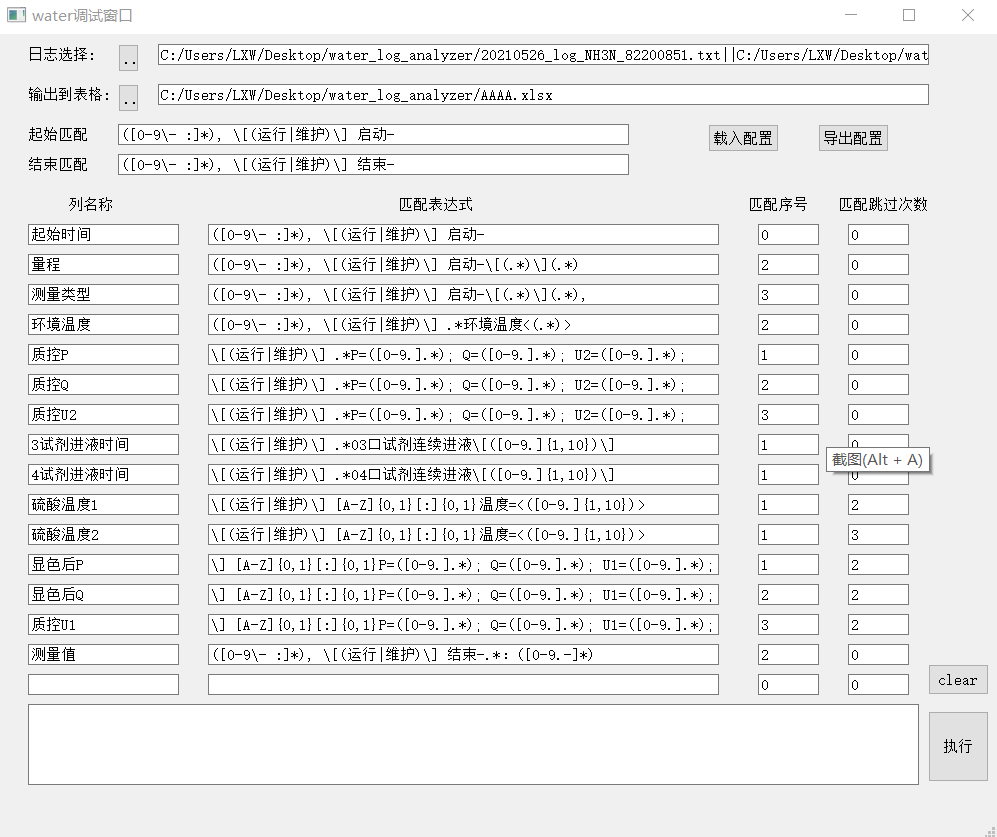 water调试窗口
日志选择： .. C:/Users/LXW/Desktop/water_log_analyzer/20210526_log_NH3N_82200851.txt||C:/Users/LXW/Desktop/wat
输出到表格： .. C:/Users/LXW/Desktop/water_log_analyzer/AAAA.xlsx
起始匹配 ([0-9\- :]*), \[(运行|维护)\] 启动- 载入配置 导出配置
结束匹配 ([0-9\- :]*), \[(运行|维护)\] 结束-
列名称 匹配表达式 匹配序号 匹配跳过次数
起始时间 ([0-9\- :]*), \[(运行|维护)\] 启动- 0 0
量程 ([0-9\- :]*), \[(运行|维护)\] 启动-\[(.*)\](.*) 2 0
测量类型 ([0-9\- :]*), \[(运行|维护)\] 启动-\[(.*)\](.*), 3 0
环境温度 ([0-9\- :]*), \[(运行|维护)\] .*环境温度<(.*)> 2 0
质控P \[(运行|维护)\] .*P=([0-9.].*); Q=([0-9.].*); U2=([0-9.].*); 1 0
质控Q \[(运行|维护)\] .*P=([0-9.].*); Q=([0-9.].*); U2=([0-9.].*); 2 0
质控U2 \[(运行|维护)\] .*P=([0-9.].*); Q=([0-9.].*); U2=([0-9.].*); 3 0
3试剂进液时间 \[(运行|维护)\] .*03口试剂连续进液\[([0-9.]{1,10})\] 1 0
截图(Alt + A)
4试剂进液时间 \[(运行|维护)\] .*04口试剂连续进液\[([0-9.]{1,10})\] 1 0
硫酸温度1 \[(运行|维护)\] [A-Z]{0,1}[:]{0,1}温度=<([0-9.]{1,10})> 1 2
硫酸温度2 \[(运行|维护)\] [A-Z]{0,1}[:]{0,1}温度=<([0-9.]{1,10})> 1 3
显色后P \] [A-Z]{0,1}[:]{0,1}P=([0-9.].*); Q=([0-9.].*); U1=([0-9.].*); 1 2
显色后Q \] [A-Z]{0,1}[:]{0,1}P=([0-9.].*); Q=([0-9.].*); U1=([0-9.].*); 2 2
质控U1 \] [A-Z]{0,1}[:]{0,1}P=([0-9.].*); Q=([0-9.].*); U1=([0-9.].*); 3 2
测量值 ([0-9\- :]*), \[(运行|维护)\] 结束-.*：([0-9.-]*) 2 0
0 0
clear
执行